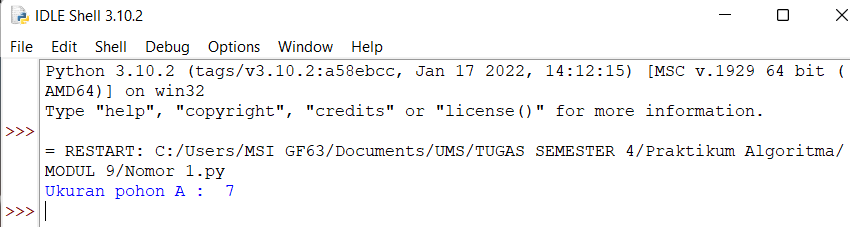 IDLE Shell 3.10.2
File Edit Shell Debug Options Window Help
Python 3.10.2 (tags/v3.10.2:a58ebcc, Jan 17 2022, 14:12:15) [MSC v.1929 64 bit (
AMD64)] on win32
Type "help", "copyright", "credits" or "license()" for more information.
>>>
= RESTART: C:/Users/MSI GF63/Documents/UMS/TUGAS SEMESTER 4/Praktikum Algoritma/
MODUL 9/Nomor 1.py
Ukuran pohon A :  7
>>>